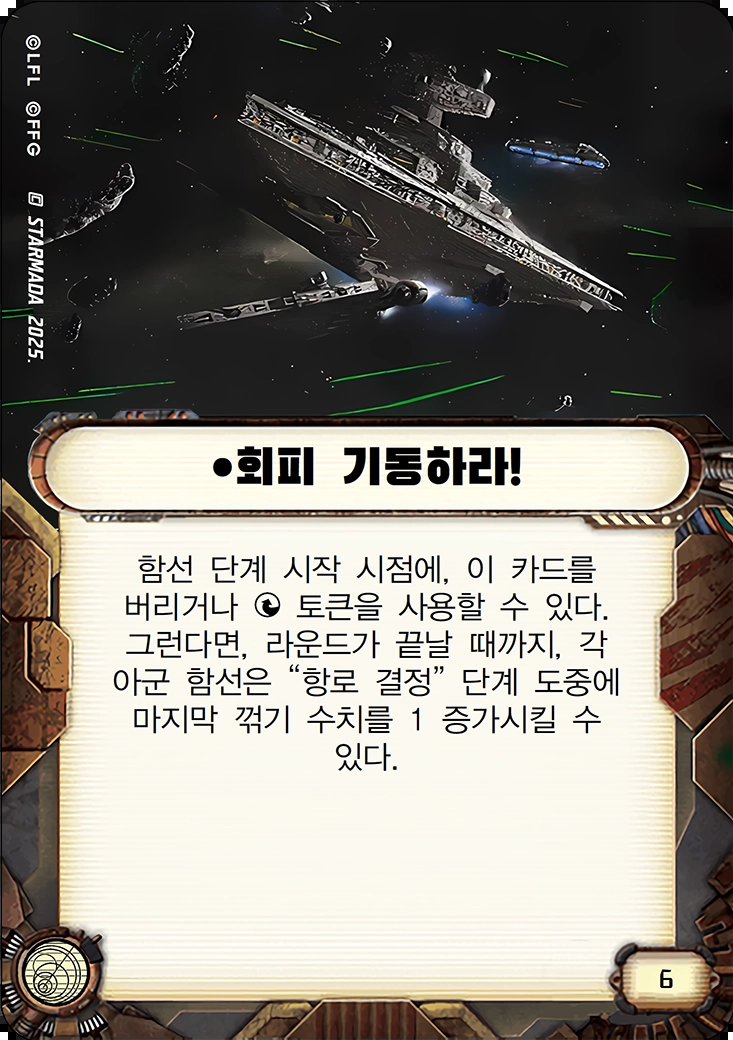 ©LFL ©FFG
STARMADA 2025.
•회피 기동하라!
함선 단계 시작 시점에, 이 카드를
버리거나 토큰을 사용할 수 있다.
그런다면, 라운드가 끝날 때까지, 각
아군 함선은 “항로 결정” 단계 도중에
마지막 꺾기 수치를 1 증가시킬 수
있다.
6